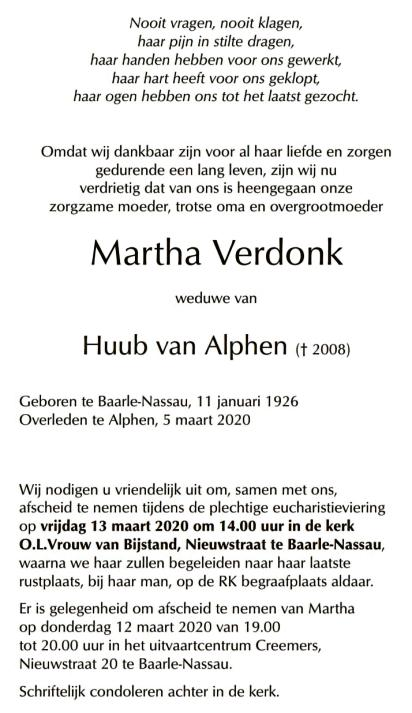 Nooit vragen, nooit klagen,
haar pijn in stilte dragen,
haar handen hebben voor ons gewerkt,
haar hart heeft voor ons geklopt,
haar ogen hebben ons tot het laatst gezocht.
Omdat wij dankbaar zijn voor al haar liefde en zorgen
gedurende een lang leven, zijn wij nu
verdrietig dat van ons is heengegaan onze
zorgzame moeder, trotse oma en overgrootmoeder
Martha Verdonk
weduwe van
Huub van Alphen († 2008)
Geboren te Baarle-Nassau, 11 januari 1926
Overleden te Alphen, 5 maart 2020
Wij nodigen u vriendelijk uit om, samen met ons,
afscheid te nemen tijdens de plechtige eucharistieviering
op vrijdag 13 maart 2020 om 14.00 uur in de kerk
O.L.Vrouw van Bijstand, Nieuwstraat te Baarle-Nassau,
waarna we haar zullen begeleiden naar haar laatste
rustplaats, bij haar man, op de RK begraafplaats aldaar.
Er is gelegenheid om afscheid te nemen van Martha
op donderdag 12 maart 2020 van 19.00
tot 20.00 uur in het uitvaartcentrum Creemers,
Nieuwstraat 20 te Baarle-Nassau.
Schriftelijk condoleren achter in de kerk.